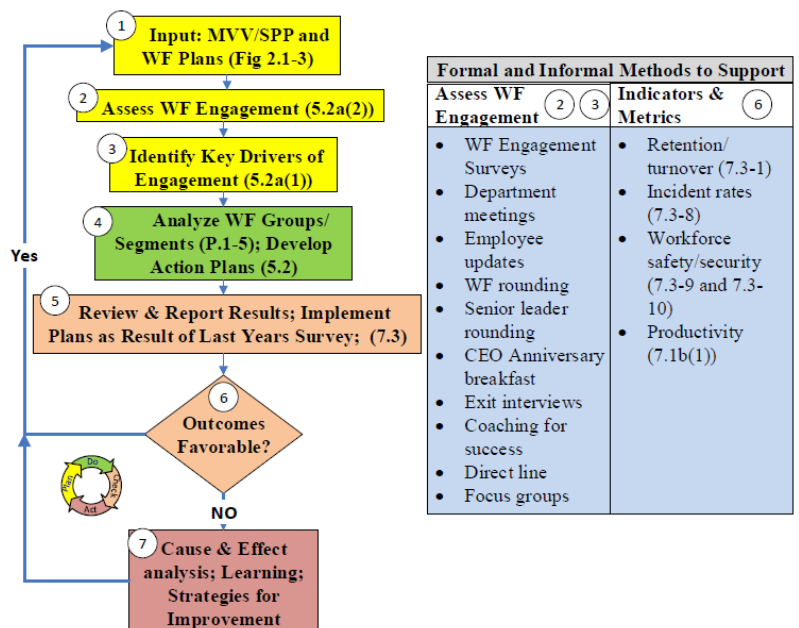 1
Input: MVV/SPP and
WF Plans (Fig 2.1-3)
2
Assess WF Engagement (5.2a(2))
3
Identify Key Drivers of
Engagement (5.2a(1))
4
Analyze WF Groups/
Segments (P.1-5); Develop
Action Plans (5.2)
Yes
5
Review & Report Results; Implement
Plans as Result of Last Years Survey; (7.3)
6
Outcomes
Favorable?
Plan
Do
Check
Act
NO
7
Cause & Effect
analysis; Learning;
Strategies for
Improvement
Formal and Informal Methods to Support
Assess WF
Engagement 2 3
• WF Engagement
Surveys
• Department
meetings
• Employee
updates
• WF rounding
• Senior leader
rounding
• CEO Anniversary
breakfast
• Exit interviews
• Coaching for
success
• Direct line
• Focus groups
Indicators &
Metrics 6
• Retention/
turnover (7.3-1)
• Incident rates
(7.3-8)
• Workforce
safety/security
(7.3-9 and 7.3-
10)
• Productivity
(7.1b(1))